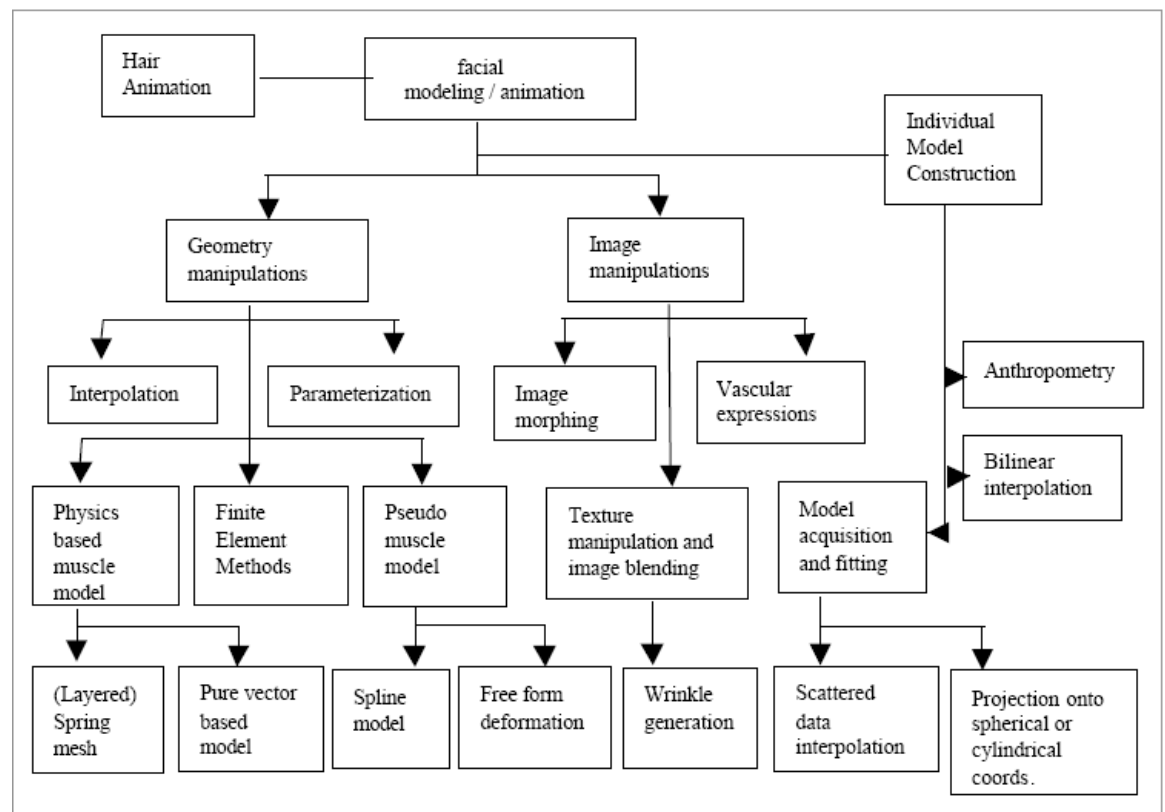 Hair
Animation
facial
modeling / animation
Individual
Model
Construction
Geometry
manipulations
Image
manipulations
Interpolation
Parameterization
Image
morphing
Vascular
expressions
Anthropometry
Bilinear
interpolation
Physics
based
muscle
model
Finite
Element
Methods
Pseudo
muscle
model
Texture
manipulation and
image blending
Model
acquisition
and fitting
(Layered)
Spring
mesh
Pure vector
based
model
Spline
model
Free form
deformation
Wrinkle
generation
Scattered
data
interpolation
Projection onto
spherical or
cylindrical
coords.